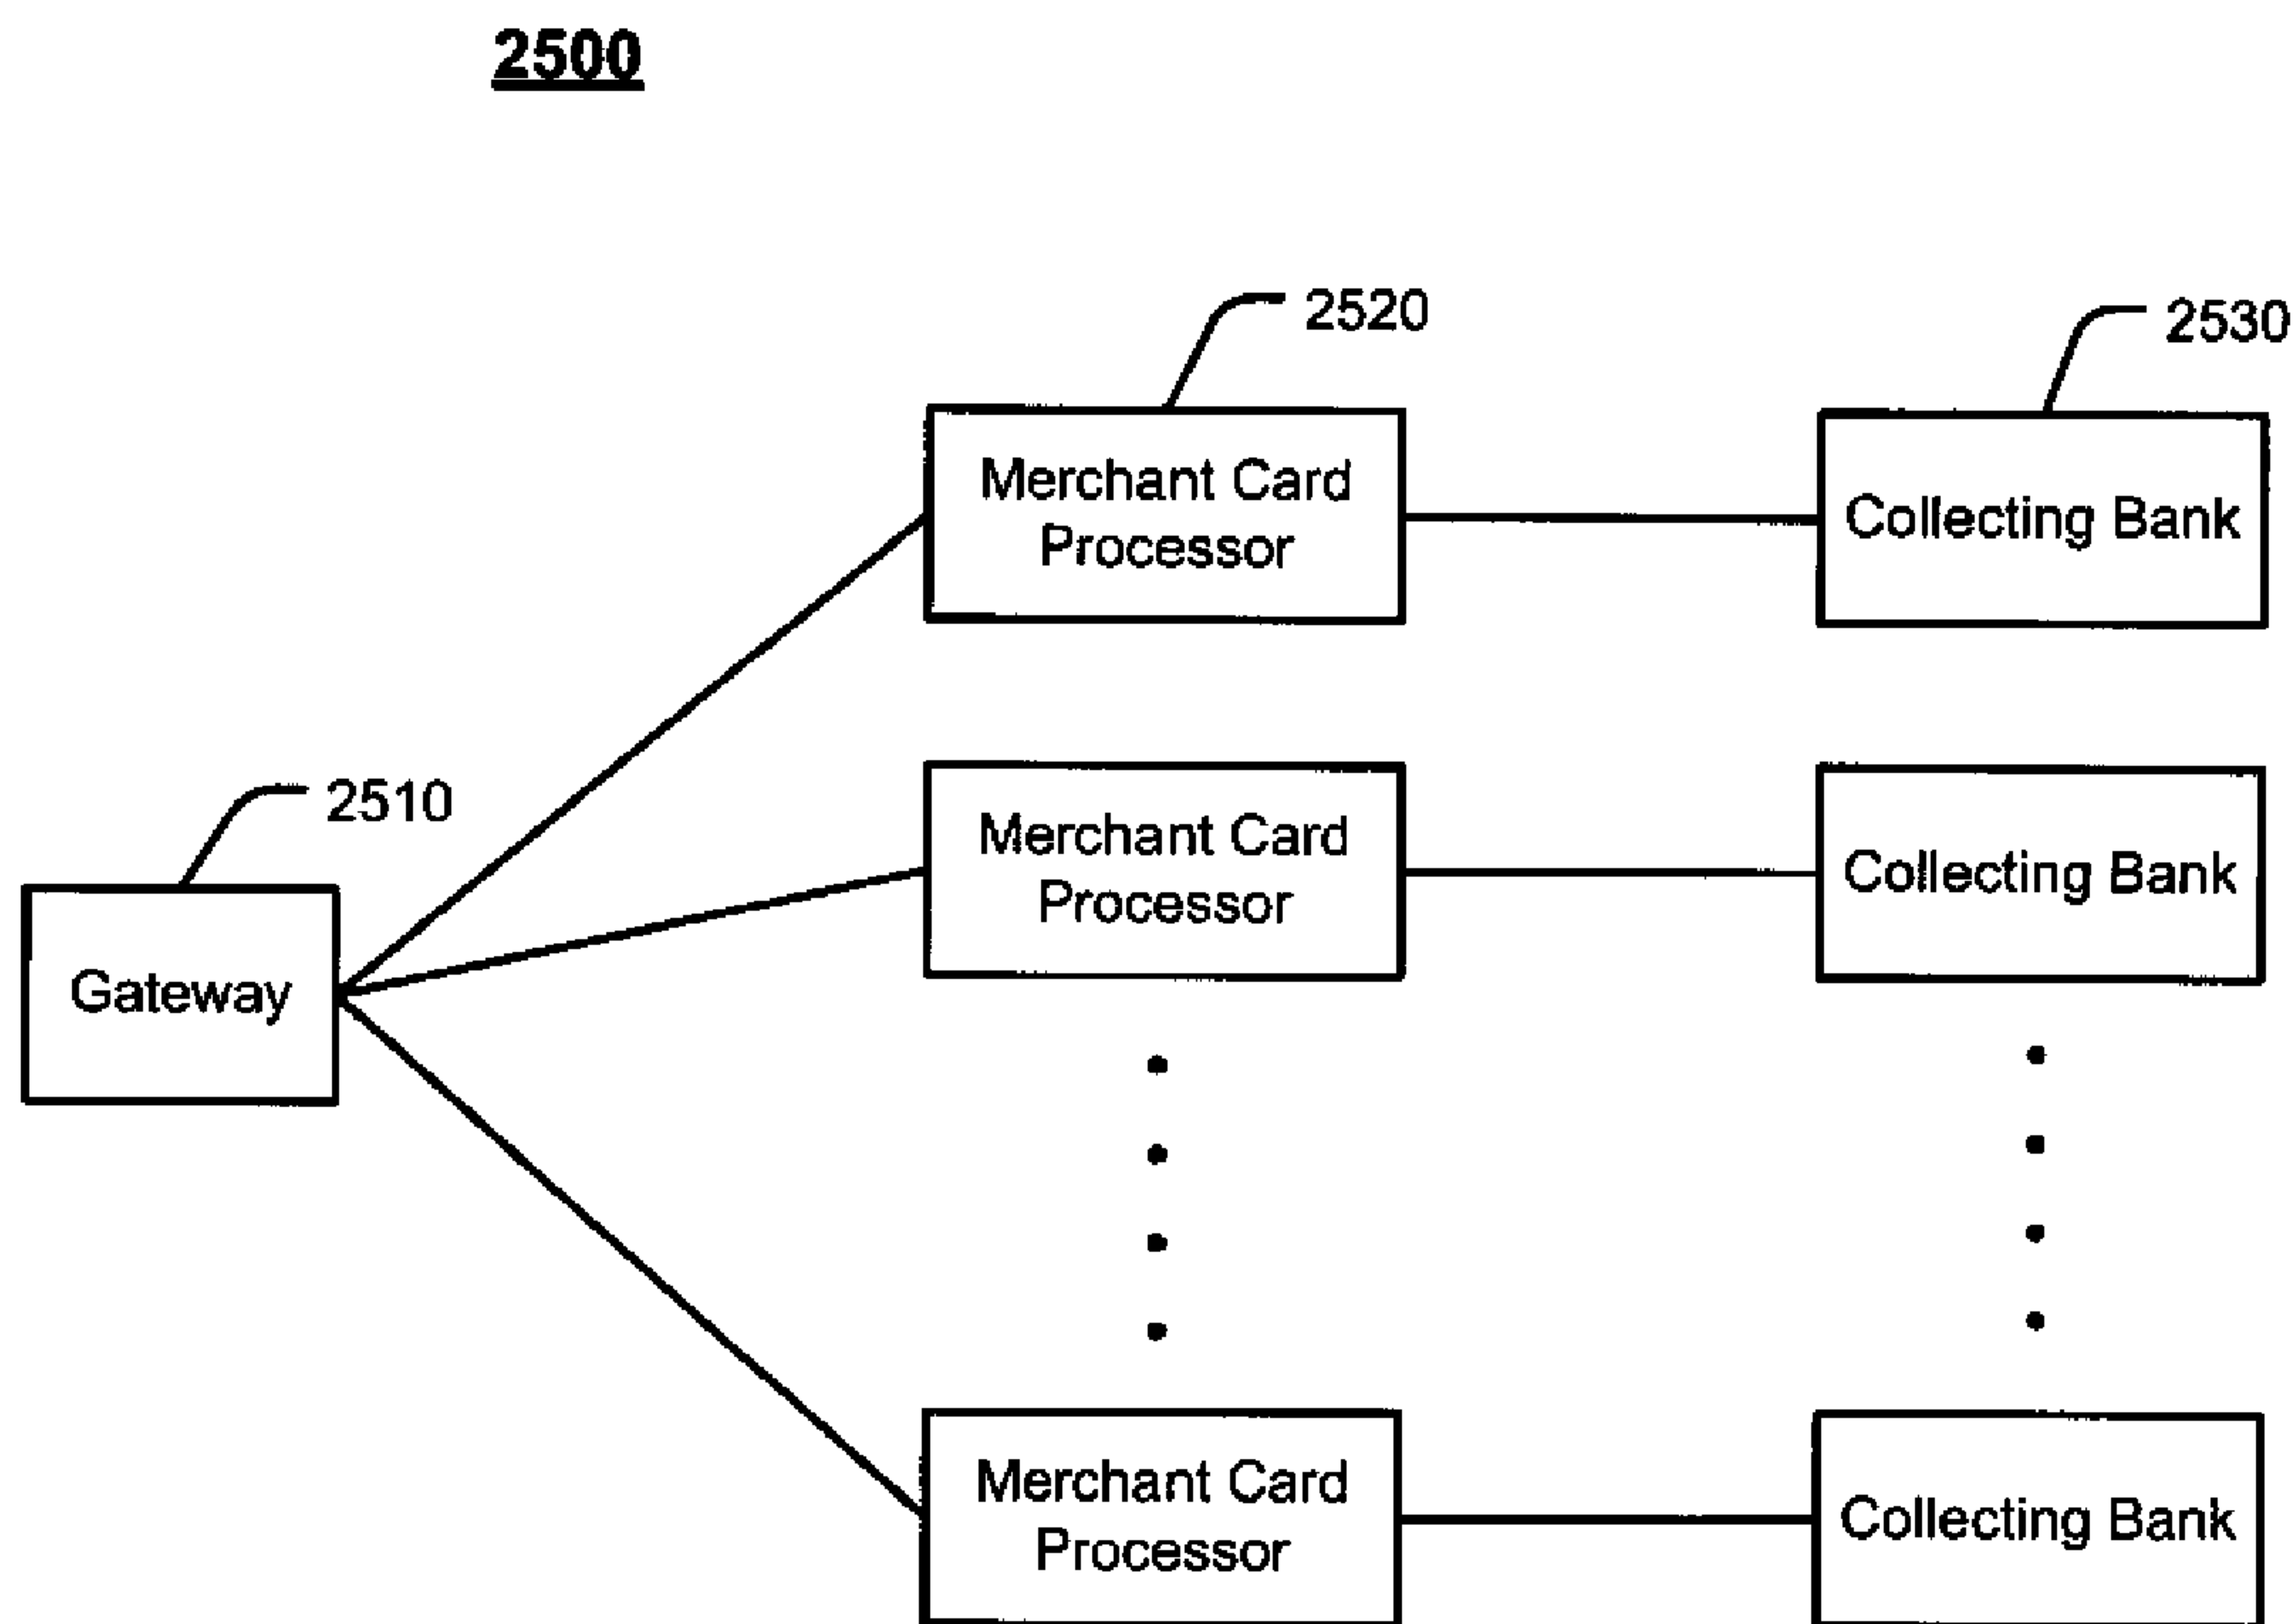 2500
2520
2530
Merchant Card
Processor
Collecting Bank
2510
Merchant Card
Processor
Collecting Bank
Gateway
Merchant Card
Processor
Collecting Bank